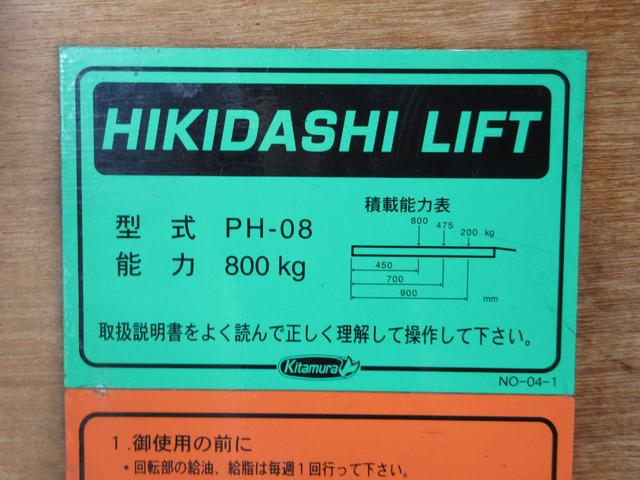 HIKIDASHI LIFT
型 式 PH-08
能 力 800 kg
積載能力表
800 475 200 kg
450
700
900 mm
取扱説明書をよく読んで正しく理解して操作して下さい。
Kitamura
NO-04-1
1.御使用の前に
*回転部の給油、給脂は毎週1回行って下さい。